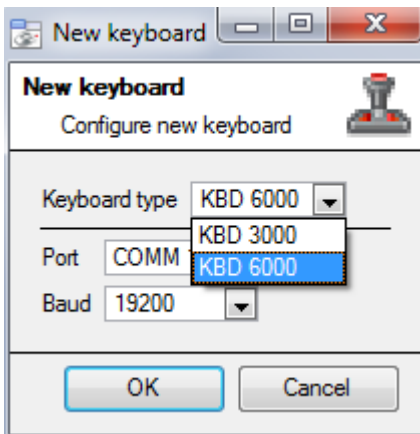 New keyboard
New keyboard
Configure new keyboard
Keyboard type KBD 6000
KBD 3000
KBD 6000
Port COMM
Baud 19200
OK Cancel